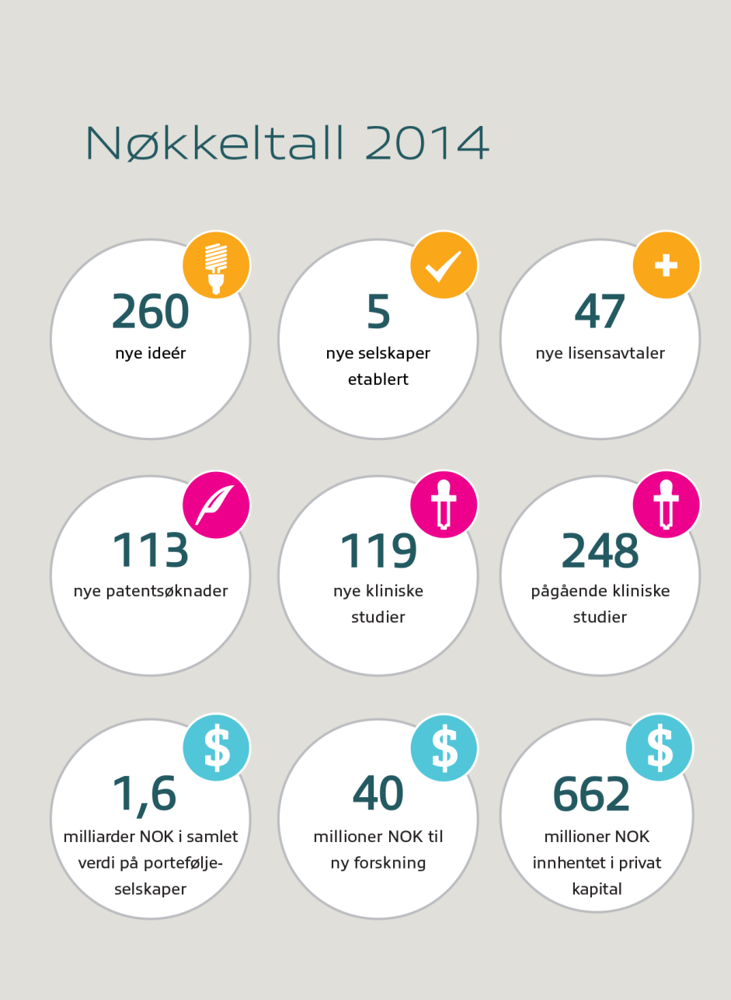 Nøkkeltall 2014
260
nye ideér
5
nye selskaper
etablert
47
nye lisensavtaler
113
nye patentsøknader
119
nye kliniske
studier
248
pågående kliniske
studier
$
1,6
milliarder NOK i samlet
verdi på portefølje-
selskaper
$
40
millioner NOK til
ny forskning
$
662
millioner NOK
innhentet i privat
kapital